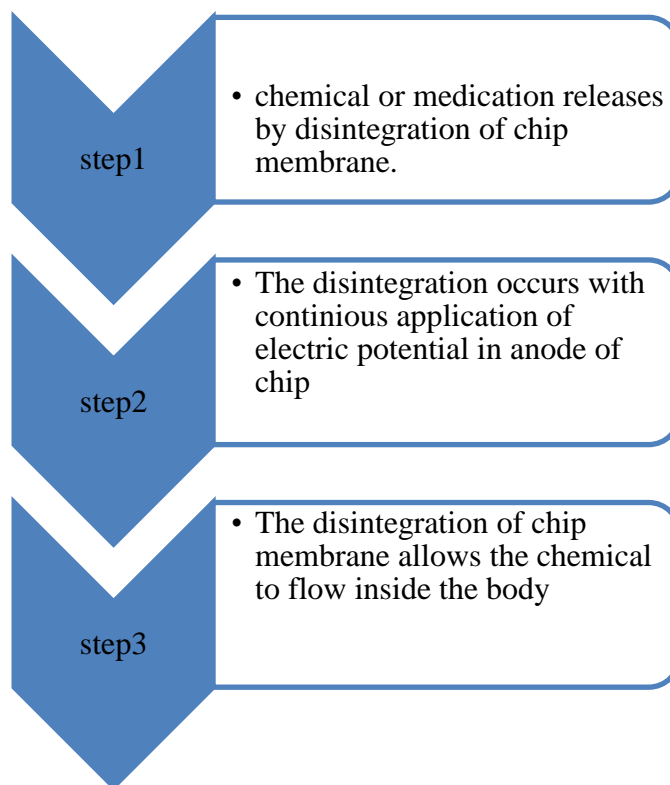 step1
• chemical or medication releases
by disintegration of chip
membrane.
step2
• The disintegration occurs with
continious application of
electric potential in anode of
chip
step3
• The disintegration of chip
membrane allows the chemical
to flow inside the body